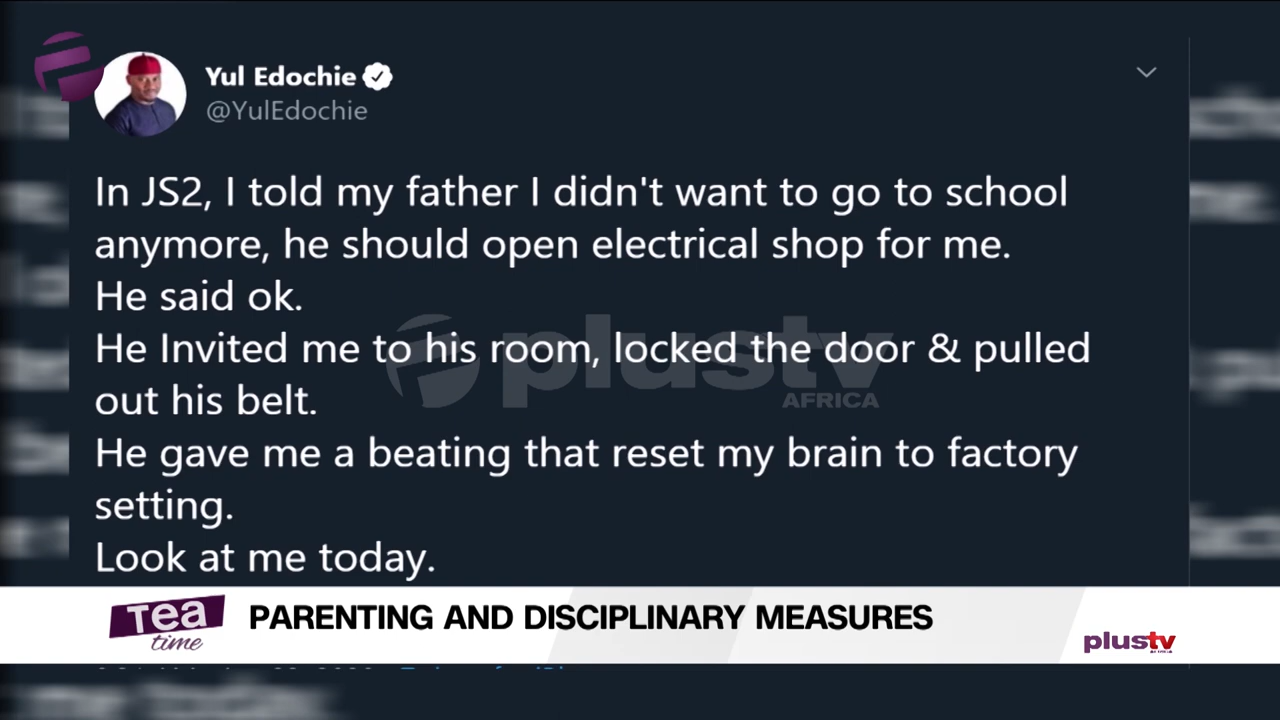 Yul Edochie
@YulEdochie
In JS2, I told my father I didn't want to go to school
anymore, he should open electrical shop for me.
He said ok.
He Invited me to his room, locked the door & pulled
out his belt.
He gave me a beating that reset my brain to factory
setting.
Look at me today.
plustv
AFRICA
Tea
time
PARENTING AND DISCIPLINARY MEASURES
plustv
AFRICA